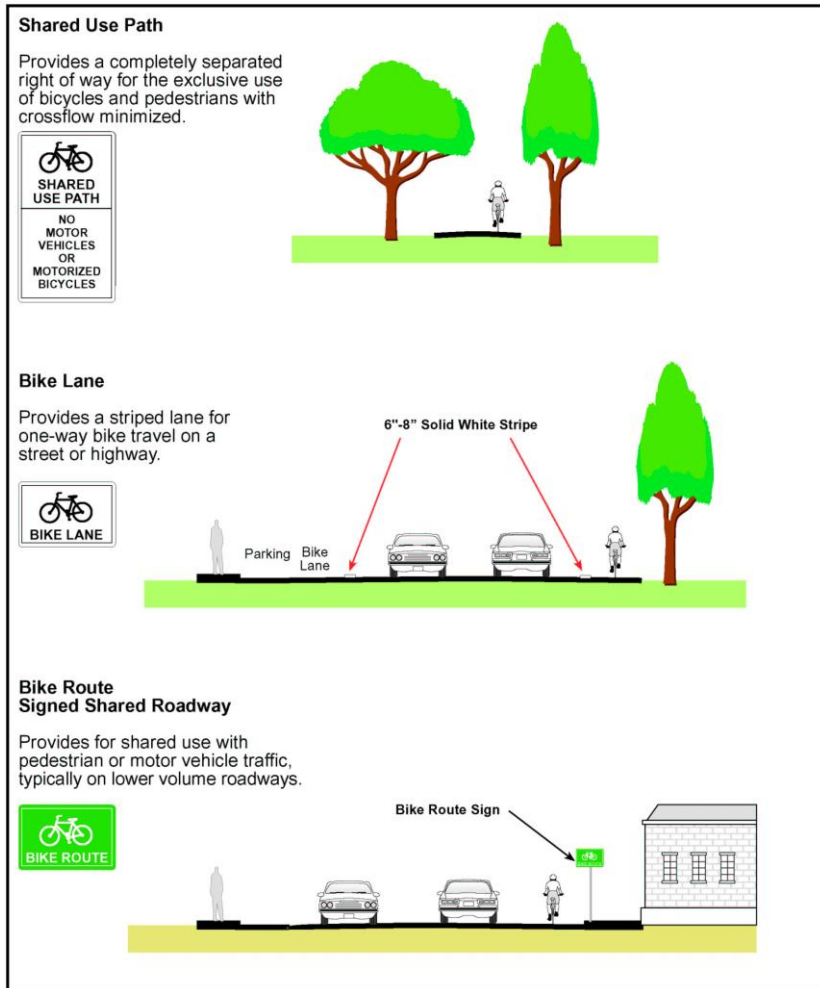 Shared Use Path
Provides a completely separated
right of way for the exclusive use
of bicycles and pedestrians with
crossflow minimized.
SHARED
USE PATH
NO
MOTOR
VEHICLES
OR
MOTORIZED
BICYCLES
Bike Lane
Provides a striped lane for
one-way bike travel on a
street or highway.
BIKE LANE
6"-8” Solid White Stripe
Parking
Bike
Lane
Bike Route
Signed Shared Roadway
Provides for shared use with
pedestrian or motor vehicle traffic,
typically on lower volume roadways.
BIKE ROUTE
Bike Route Sign